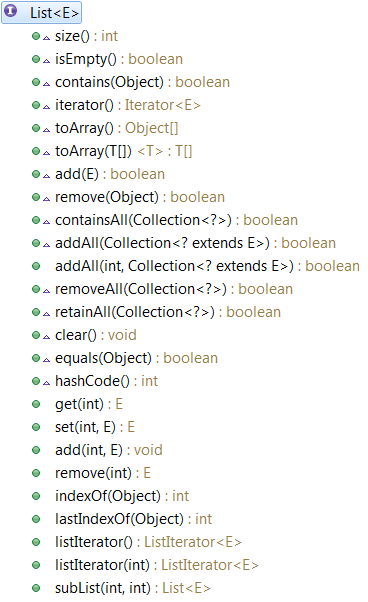 List<E>
size() : int
isEmpty() : boolean
contains(Object) : boolean
iterator() : Iterator<E>
toArray() : Object[]
toArray(T[]) <T> : T[]
add(E) : boolean
remove(Object) : boolean
containsAll(Collection<?>) : boolean
addAll(Collection<? extends E>) : boolean
addAll(int, Collection<? extends E>) : boolean
removeAll(Collection<?>) : boolean
retainAll(Collection<?>) : boolean
clear() : void
equals(Object) : boolean
hashCode() : int
get(int) : E
set(int, E) : E
add(int, E) : void
remove(int) : E
indexOf(Object) : int
lastIndexOf(Object) : int
listIterator() : ListIterator<E>
listIterator(int) : ListIterator<E>
subList(int, int) : List<E>